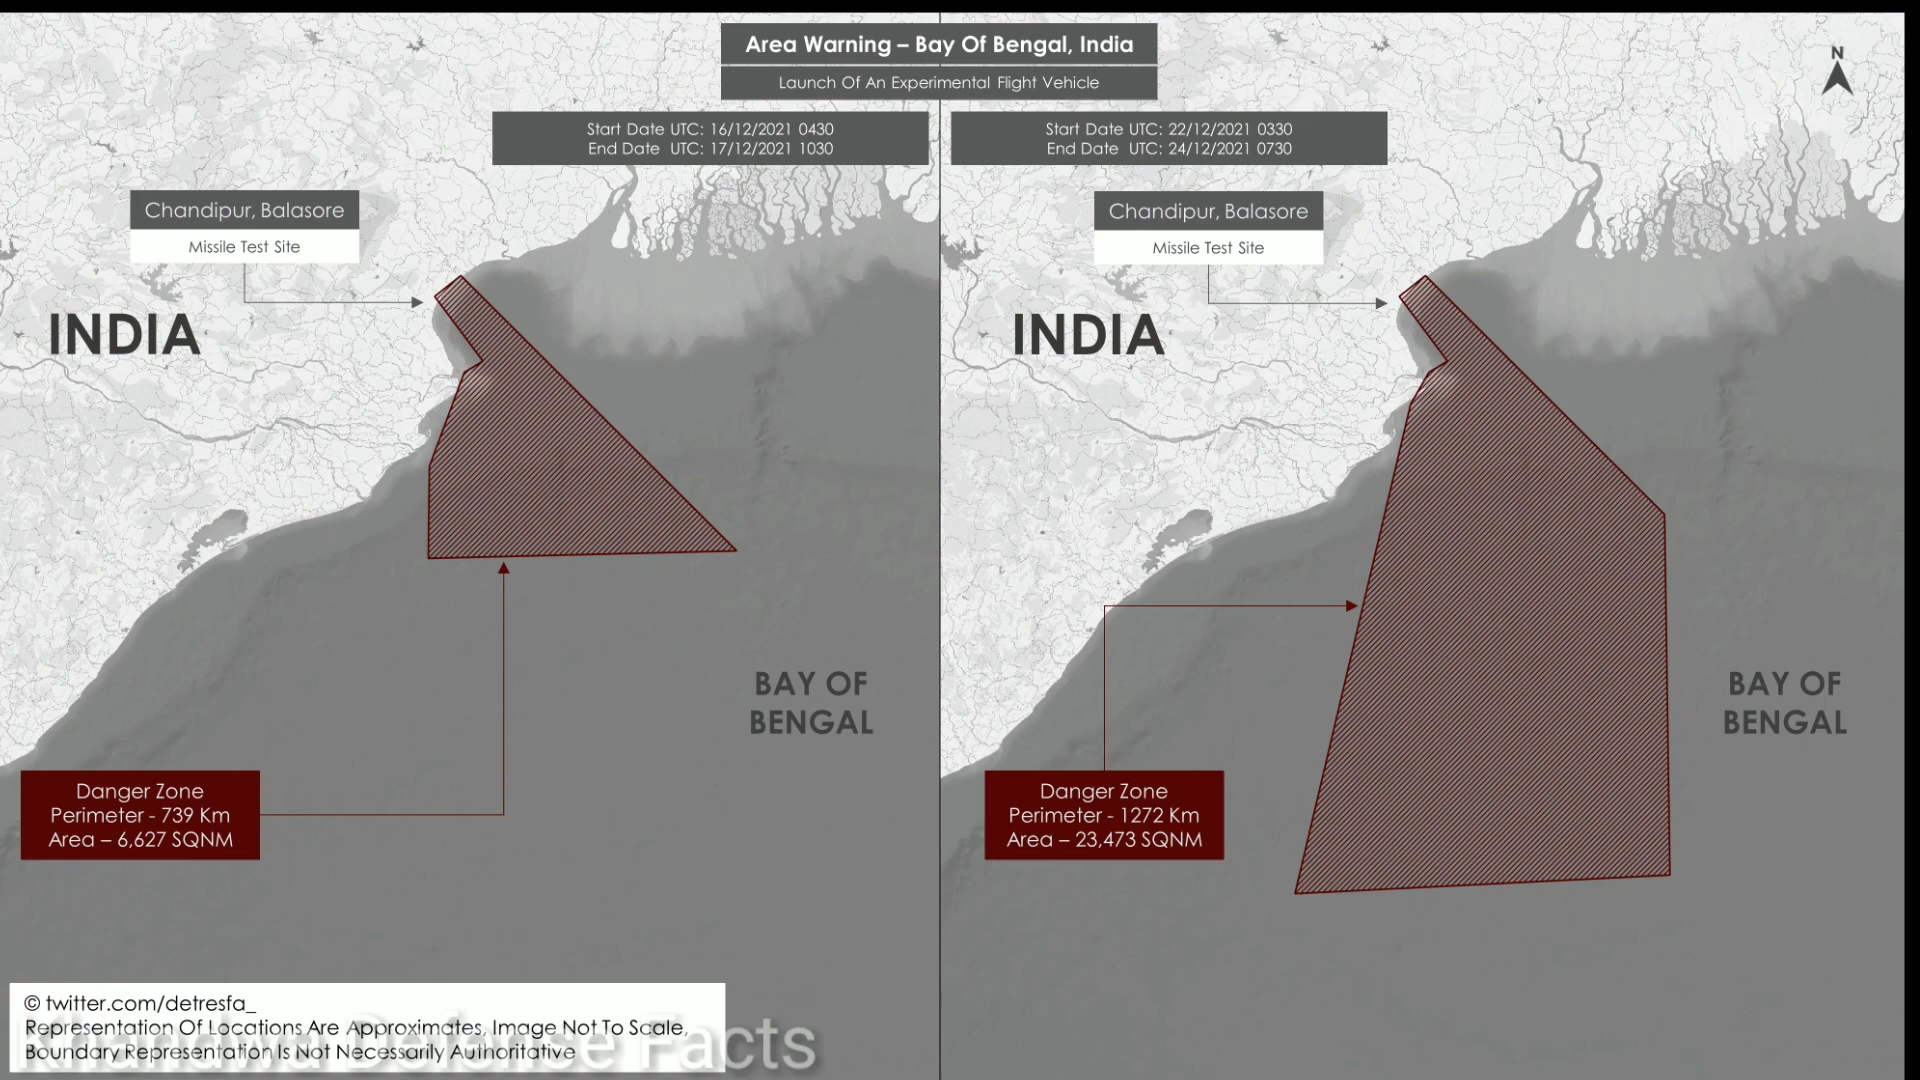 Area Warning – Bay Of Bengal, India
Launch Of An Experimental Flight Vehicle
N
Start Date UTC: 16/12/2021 0430
End Date UTC: 17/12/2021 1030
Start Date UTC: 22/12/2021 0330
End Date UTC: 24/12/2021 0730
Chandipur, Balasore
Missile Test Site
INDIA
BAY OF
BENGAL
Danger Zone
Perimeter - 739 Km
Area – 6,627 SQNM
Chandipur, Balasore
Missile Test Site
INDIA
BAY OF
BENGAL
Danger Zone
Perimeter - 1272 Km
Area – 23,473 SQNM
© twitter.com/detresfa_
Representation Of Locations Are Approximates, Image Not To Scale,
Boundary Representation Is Not Necessarily Authoritative
Khandwa Defense Facts